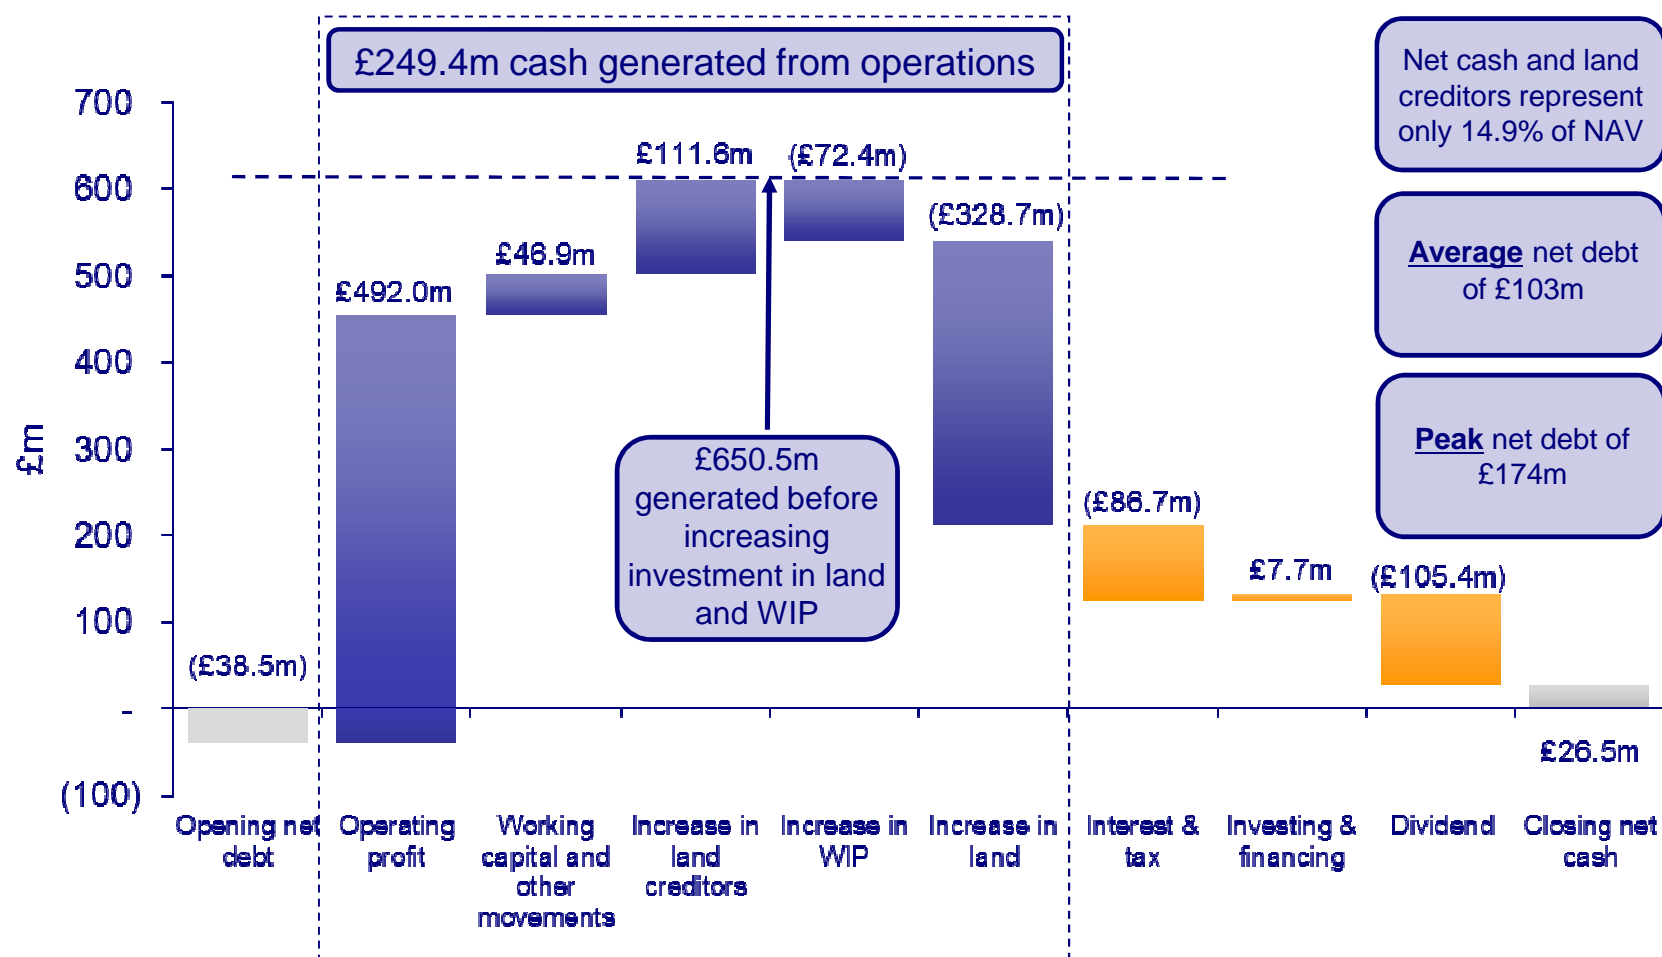 £249.4m cash generated from operations
Net cash and land
creditors represent
only 14.9% of NAV
Average net debt
of £103m
Peak net debt of
£174m
£m
700
600
500
400
300
200
100
-
(100)
(£38.5m)
£492.0m
£46.9m
£111.6m
(£72.4m)
(£328.7m)
(£86.7m)
£7.7m
(£105.4m)
£26.5m
£650.5m
generated before
increasing
investment in land
and WIP
Opening net
debt
Operating
profit
Working
capital and
other
movements
Increase in
land
creditors
Increase in
WIP
Increase in
land
Interest &
tax
Investing &
financing
Dividend
Closing net
cash